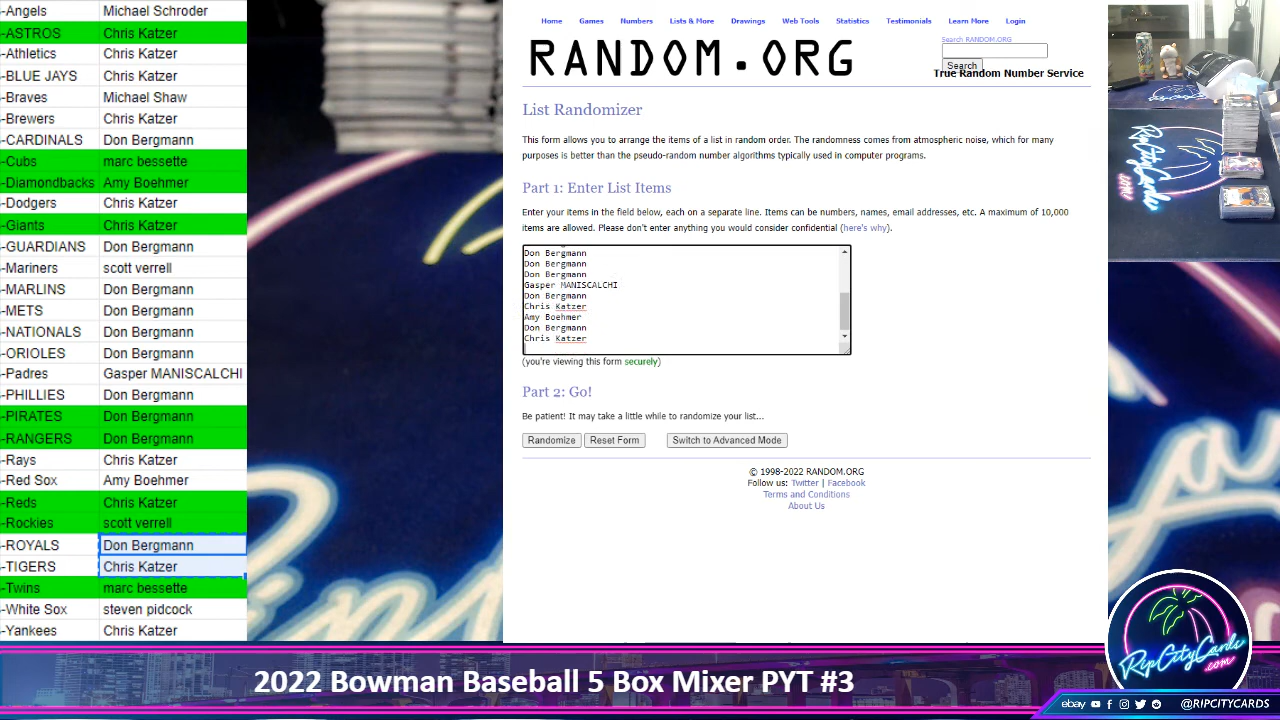 -Angels Michael Schroder
-ASTROS Chris Katzer
-Athletics Chris Katzer
-BLUE JAYS Chris Katzer
-Braves Michael Shaw
-Brewers Chris Katzer
-CARDINALS Don Bergmann
-Cubs marc bessette
-Diamondbacks Amy Boehmer
-Dodgers Chris Katzer
-Giants Chris Katzer
-GUARDIANS Don Bergmann
-Mariners scott verrell
-MARLINS Don Bergmann
-METS Don Bergmann
-NATIONALS Don Bergmann
-ORIOLES Don Bergmann
-Padres Gasper MANISCALCHI
-PHILLIES Don Bergmann
-PIRATES Don Bergmann
-RANGERS Don Bergmann
-Rays Chris Katzer
-Red Sox Amy Boehmer
-Reds Chris Katzer
-Rockies scott verrell
-ROYALS Don Bergmann
-TIGERS Chris Katzer
-Twins marc bessette
-White Sox steven pidcock
-Yankees Chris Katzer
Home Games Numbers Lists & More Drawings Web Tools Statistics Testimonials Learn More Login
RANDOM.ORG
Search RANDOM.ORG
Search
True Random Number Service
List Randomizer
This form allows you to arrange the items of a list in random order. The randomness comes from atmospheric noise, which for many
purposes is better than the pseudo-random number algorithms typically used in computer programs.
Part 1: Enter List Items
Enter your items in the field below, each on a separate line. Items can be numbers, names, email addresses, etc. A maximum of 10,000
items are allowed. Please don't enter anything you would consider confidential (here's why).
Don Bergmann
Don Bergmann
Don Bergmann
Gasper MANISCALCHI
Don Bergmann
Chris Katzer
Amy Boehmer
Don Bergmann
Chris Katzer
(you're viewing this form securely)
Part 2: Go!
Be patient! It may take a little while to randomize your list...
Randomize Reset Form Switch to Advanced Mode
© 1998-2022 RANDOM.ORG
Follow us: Twitter | Facebook
Terms and Conditions
About Us
RipCityCards
.com
2022 Bowman Baseball 5 Box Mixer PYT #3
RipCityCards
.com
ebay @RIPCITYCARDS